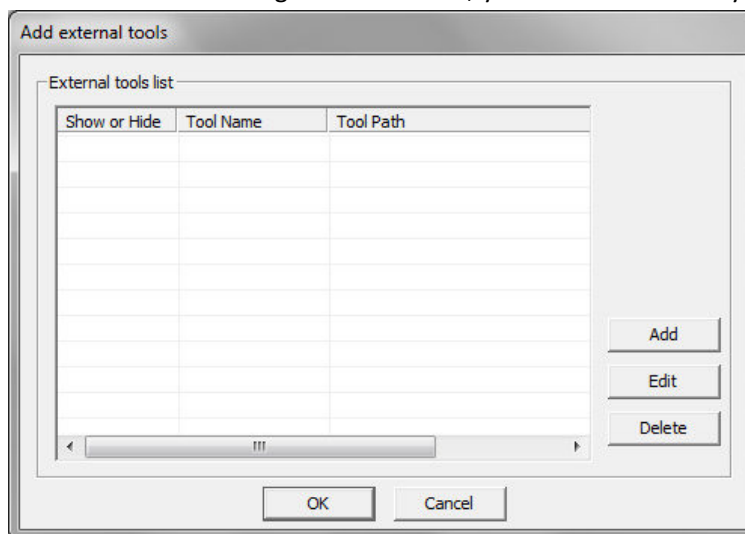 Add external tools
External tools list
Show or Hide Tool Name Tool Path
Add
Edit
Delete
OK Cancel